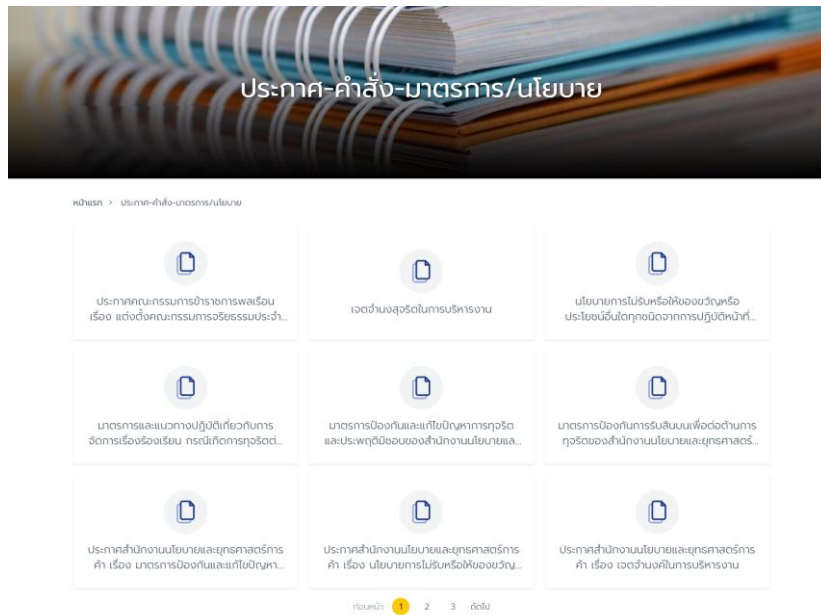 ประกาศ-คำสั่ง-มาตรการ/นโยบาย
หน้าแรก > ประกาศ-คำสั่ง-มาตรการ/นโยบาย
ประกาศคณะกรรมการข้าราชการพลเรือน
เรื่อง แต่งตั้งคณะกรรมการจริยธรรมประจำ...
เจตจำนงสุจริตในการบริหารงาน
นโยบายการไม่รับหรือให้ของขวัญหรือ
ประโยชน์อื่นใดทุกชนิดจากการปฏิบัติหน้าที่...
มาตรการและแนวทางปฏิบัติเกี่ยวกับการ
จัดการเรื่องร้องเรียน กรณีเกิดการทุจริตต่...
มาตรการป้องกันและแก้ไขปัญหาการทุจริต
และประพฤติมิชอบของสำนักงานนโยบายและ...
มาตรการป้องกันการรับสินบนเพื่อต่อต้านการ
ทุจริตของสำนักงานนโยบายและยุทธศาสตร์...
ประกาศสำนักงานนโยบายและยุทธศาสตร์การ
ค้า เรื่อง มาตรการป้องกันและแก้ไขปัญหา...
ประกาศสำนักงานนโยบายและยุทธศาสตร์การ
ค้า เรื่อง นโยบายการไม่รับหรือให้ของขวัญ...
ประกาศสำนักงานนโยบายและยุทธศาสตร์การ
ค้า เรื่อง เจตจำนงค์ในการบริหารงาน
ก่อนหน้า 1 2 3 ถัดไป